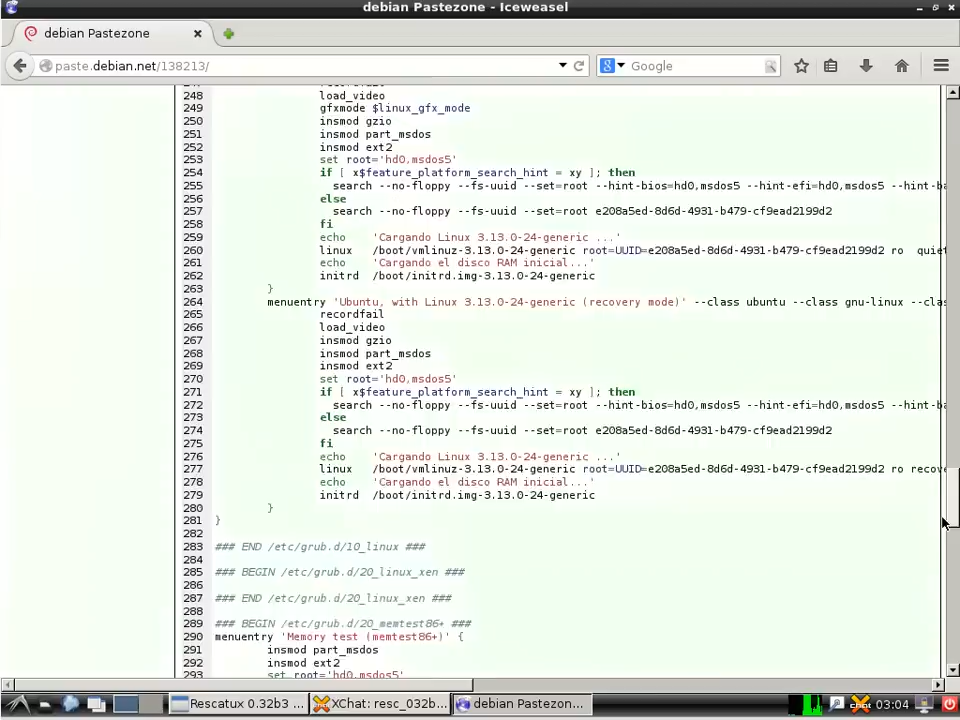 debian Pastezone - Iceweasel
debian Pastezone
paste.debian.net/138213/
Google
248 load_video
249 gfxmode $linux_gfx_mode
250 insmod gzio
251 insmod part_msdos
252 insmod ext2
253 set root='hd0,msdos5'
254 if [ x$feature_platform_search_hint = xy ]; then
255 search --no-floppy --fs-uuid --set=root --hint-bios=hd0,msdos5 --hint-efi=hd0,msdos5 --hint-ba
256 else
257 search --no-floppy --fs-uuid --set=root e208a5ed-8d6d-4931-b479-cf9ead2199d2
258 fi
259 echo 'Cargando Linux 3.13.0-24-generic ...'
260 linux /boot/vmlinuz-3.13.0-24-generic root=UUID=e208a5ed-8d6d-4931-b479-cf9ead2199d2 ro quiet
261 echo 'Cargando el disco RAM inicial...'
262 initrd /boot/initrd.img-3.13.0-24-generic
263 }
264 menuentry 'Ubuntu, with Linux 3.13.0-24-generic (recovery mode)' --class ubuntu --class gnu-linux --clas
265 recordfail
266 load_video
267 insmod gzio
268 insmod part_msdos
269 insmod ext2
270 set root='hd0,msdos5'
271 if [ x$feature_platform_search_hint = xy ]; then
272 search --no-floppy --fs-uuid --set=root --hint-bios=hd0,msdos5 --hint-efi=hd0,msdos5 --hint-ba
273 else
274 search --no-floppy --fs-uuid --set=root e208a5ed-8d6d-4931-b479-cf9ead2199d2
275 fi
276 echo 'Cargando Linux 3.13.0-24-generic ...'
277 linux /boot/vmlinuz-3.13.0-24-generic root=UUID=e208a5ed-8d6d-4931-b479-cf9ead2199d2 ro recove
278 echo 'Cargando el disco RAM inicial...'
279 initrd /boot/initrd.img-3.13.0-24-generic
280 }
281 }
282
283 ### END /etc/grub.d/10_linux ###
284
285 ### BEGIN /etc/grub.d/20_linux_xen ###
286
287 ### END /etc/grub.d/20_linux_xen ###
288
289 ### BEGIN /etc/grub.d/20_memtest86+ ###
290 menuentry 'Memory test (memtest86+)' {
291 insmod part_msdos
292 insmod ext2
293 set root='hd0,msdos5'
Rescatux 0.32b3 ... XChat: resc_032b... debian Pastezon... chat 03:04